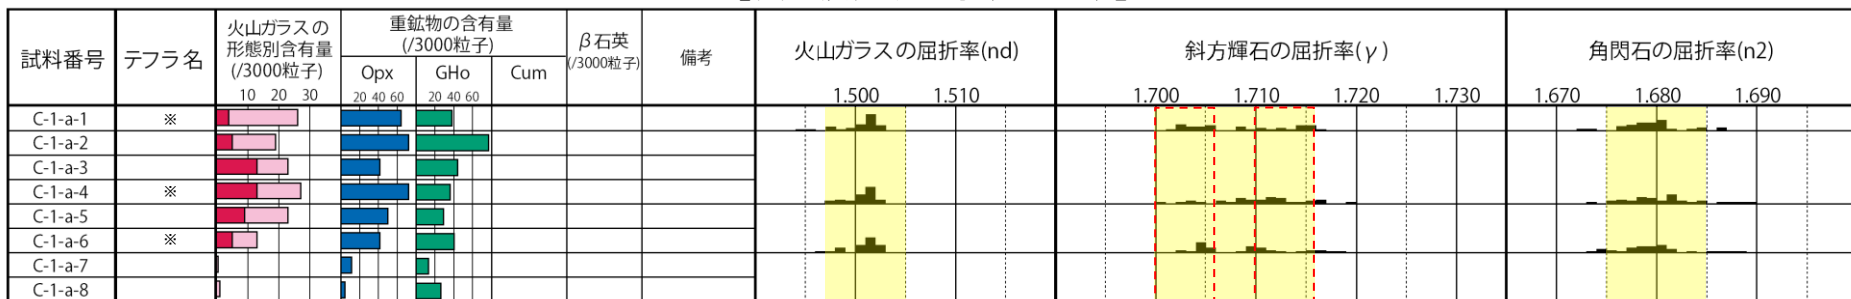 試料番号
テフラ名
火山ガラスの
形態別含有量
(/3000粒子)
10 20 30
重鉱物の含有量
(/3000粒子)
Opx GHo Cum
20 40 60 20 40 60
β石英
(/3000粒子)
備考
火山ガラスの屈折率(nd)
1.500 1.510
斜方輝石の屈折率(γ)
1.700 1.710 1.720 1.730
角閃石の屈折率(n2)
1.670 1.680 1.690
C-1-a-1 ※
C-1-a-2
C-1-a-3
C-1-a-4 ※
C-1-a-5
C-1-a-6 ※
C-1-a-7
C-1-a-8